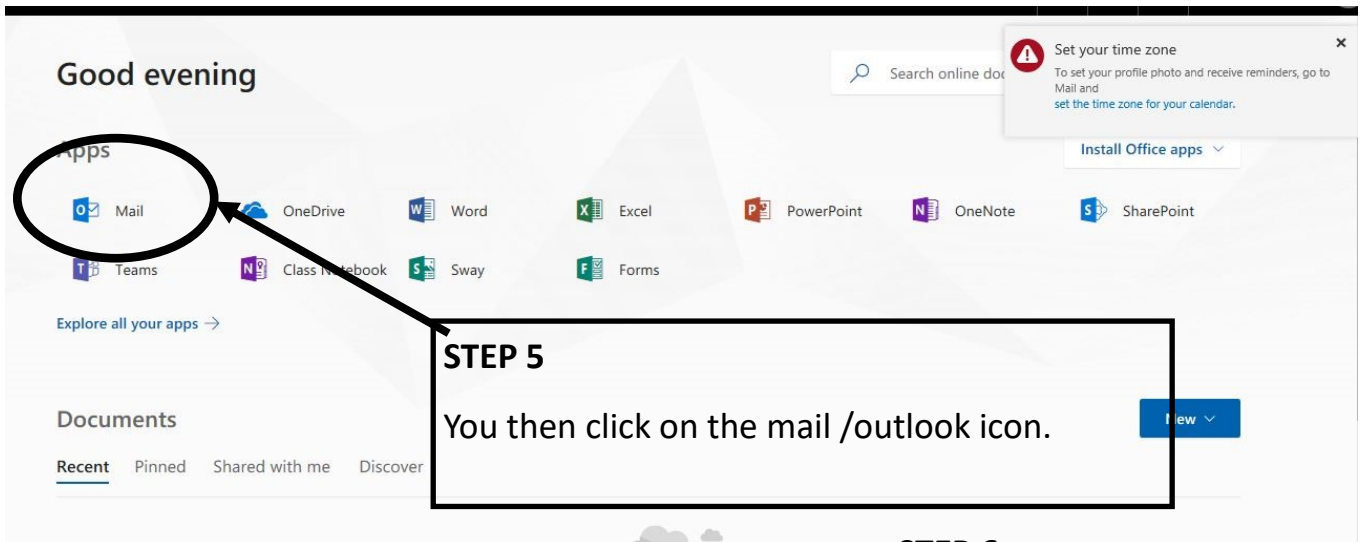 Good evening
Search online doc
Set your time zone
To set your profile photo and receive reminders, go to
Mail and
set the time zone for your calendar.
Apps
Install Office apps
Mail
OneDrive
Word
Excel
PowerPoint
OneNote
SharePoint
Teams
Class Notebook
Sway
Forms
Explore all your apps →
STEP 5
You then click on the mail /outlook icon.
Documents
New
Recent Pinned Shared with me Discover